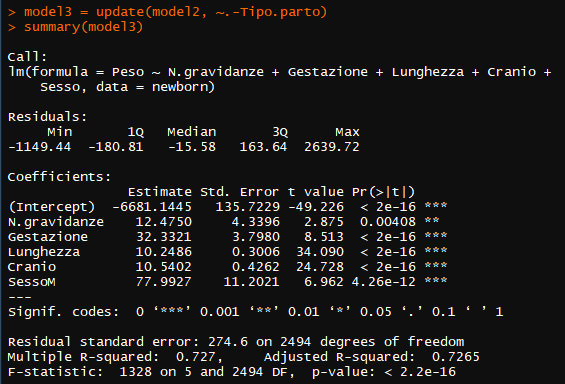 > model3 = update(model2, ~.-Tipo.parto)
> summary(model3)
Call:
lm(formula = Peso ~ N.gravidanze + Gestazione + Lunghezza + Cranio +
    Sesso, data = newborn)
Residuals:
     Min       1Q   Median       3Q      Max
-1149.44  -180.81   -15.58   163.64  2639.72
Coefficients:
               Estimate Std. Error t value Pr(>|t|)
(Intercept)  -6681.1445   135.7229 -49.226  < 2e-16 ***
N.gravidanze    12.4750     4.3396   2.875  0.00408 **
Gestazione      32.3321     3.7980   8.513  < 2e-16 ***
Lunghezza       10.2486     0.3006  34.090  < 2e-16 ***
Cranio          10.5402     0.4262  24.728  < 2e-16 ***
SessoM          77.9927    11.2021   6.962 4.26e-12 ***
---
Signif. codes:  0 ‘***’ 0.001 ‘**’ 0.01 ‘*’ 0.05 ‘.’ 0.1 ‘ ’ 1
Residual standard error: 274.6 on 2494 degrees of freedom
Multiple R-squared:  0.727,     Adjusted R-squared:  0.7265
F-statistic:  1328 on 5 and 2494 DF,  p-value: < 2.2e-16